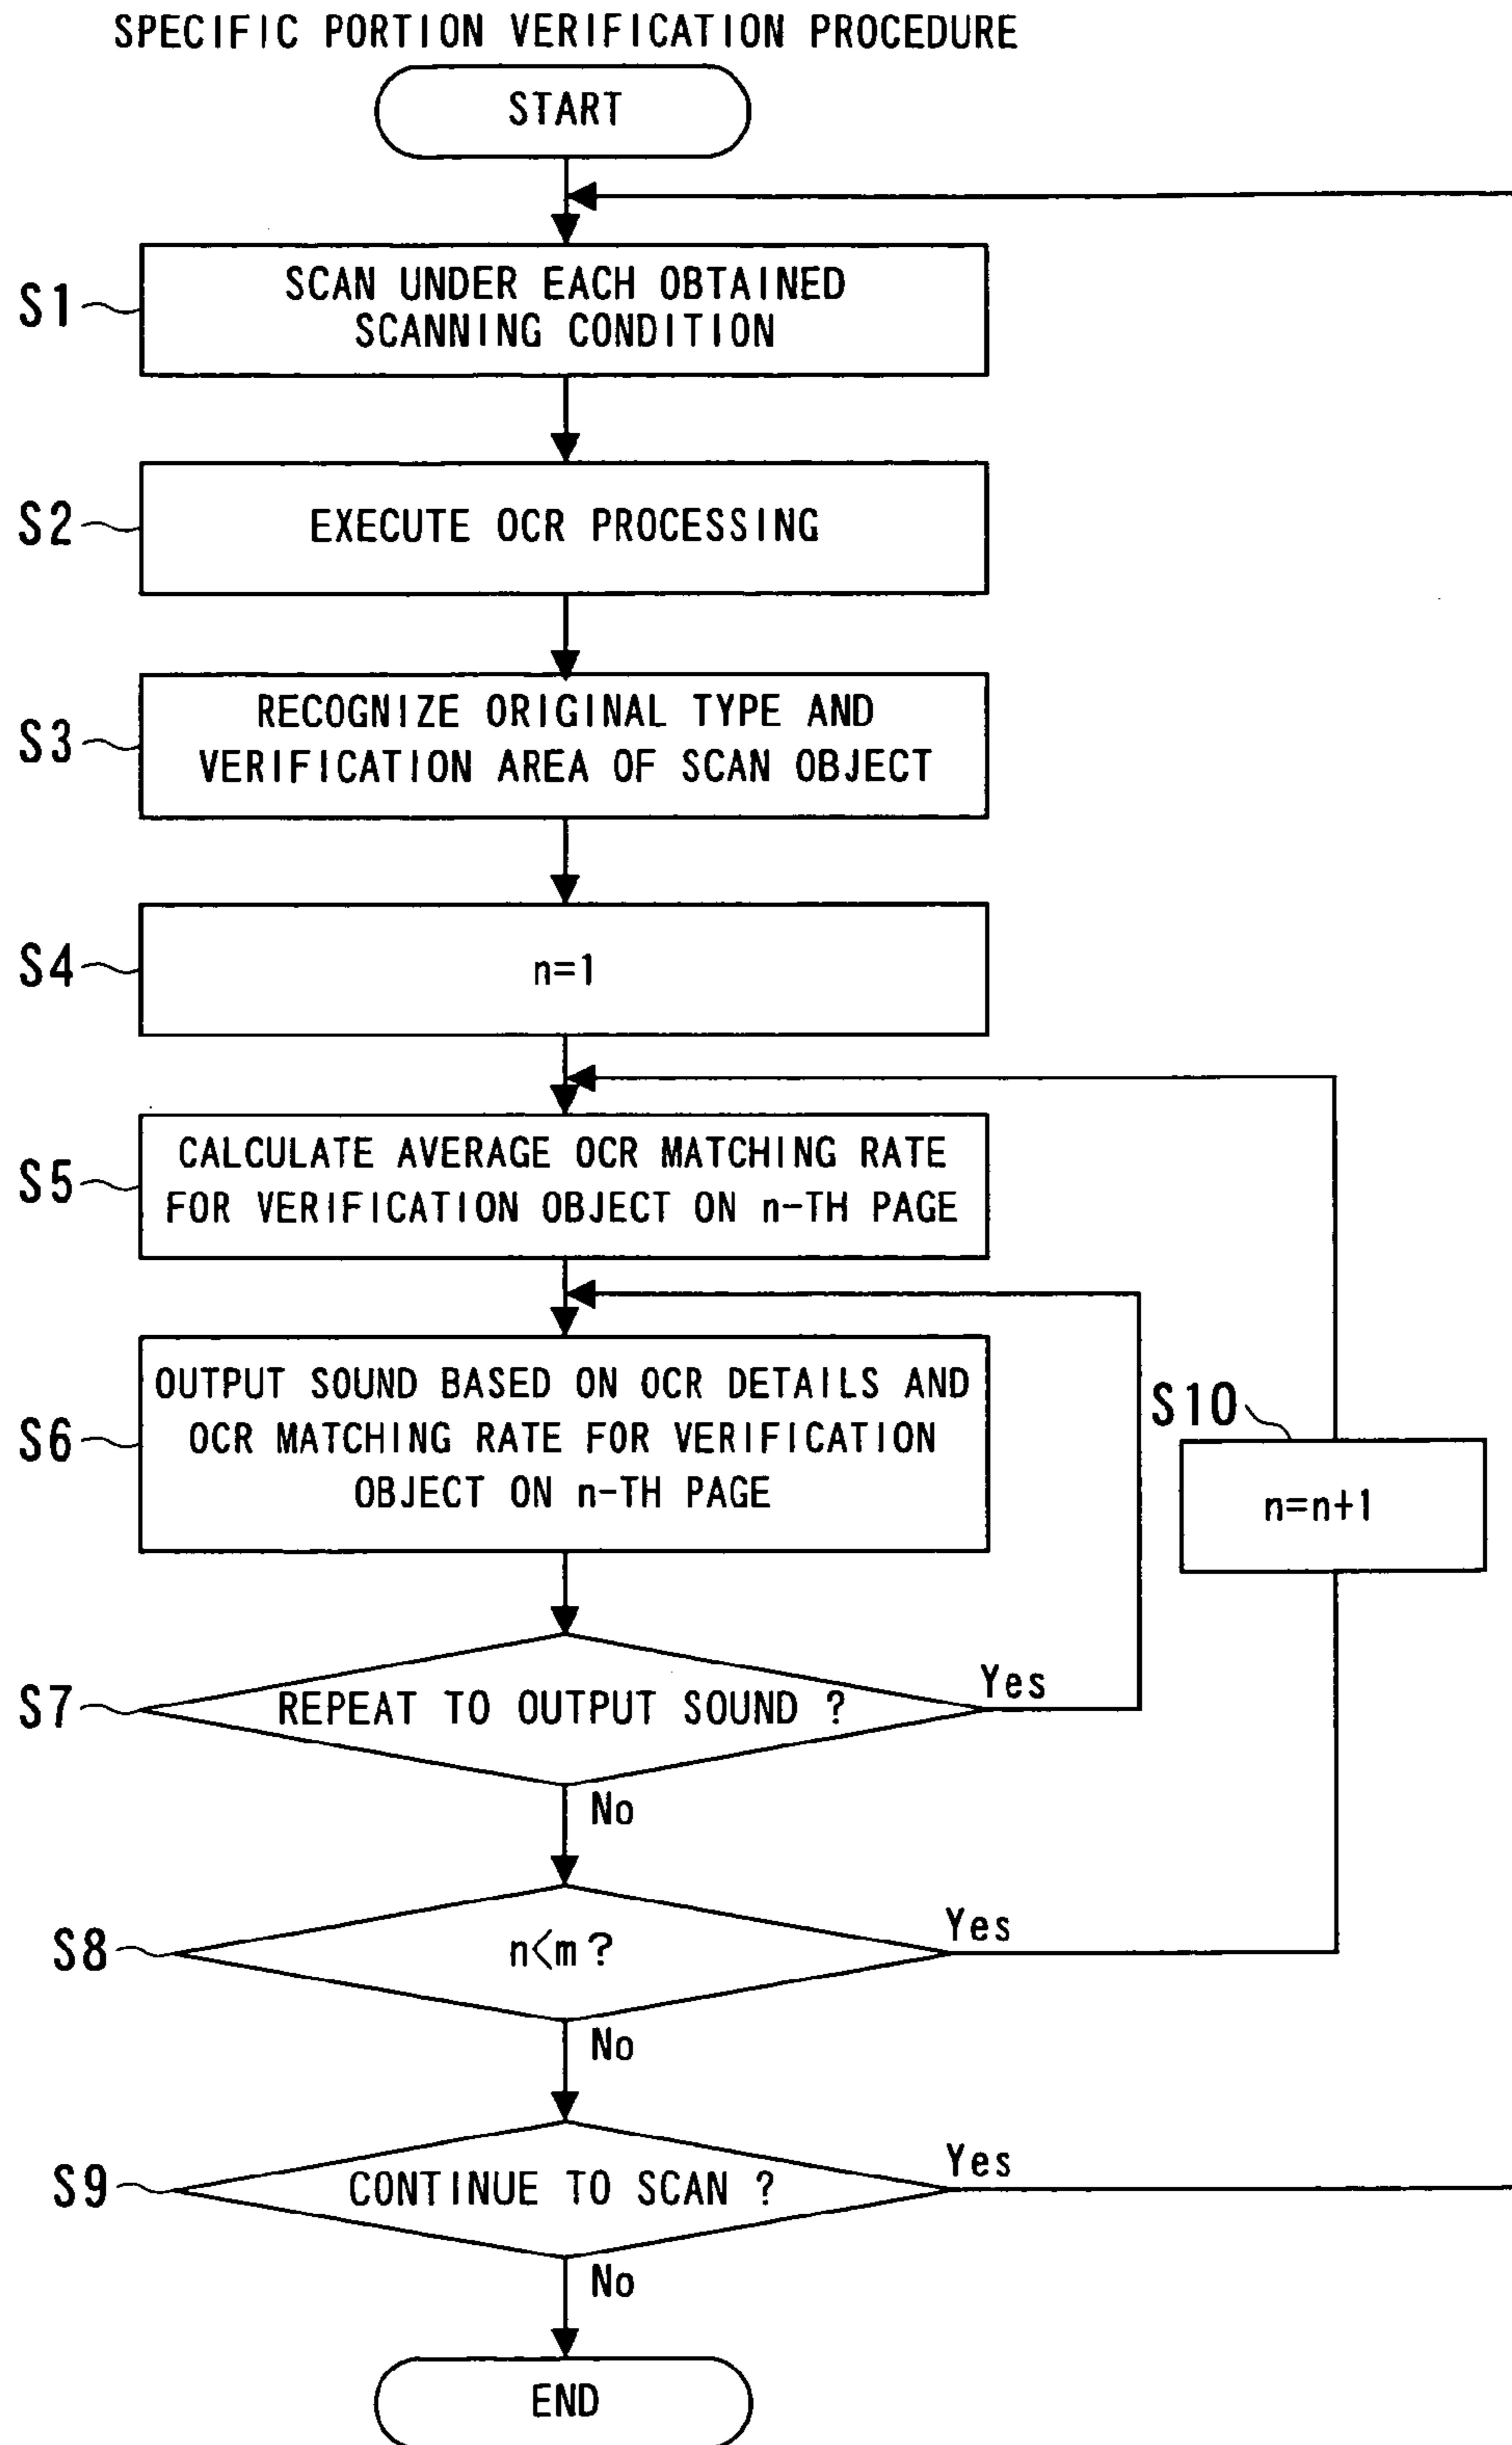 SPECIFIC PORTION VERIFICATION PROCEDURE
START
S1
SCAN UNDER EACH OBTAINED
SCANNING CONDITION
S2
EXECUTE OCR PROCESSING
S3
RECOGNIZE ORIGINAL TYPE AND
VERIFICATION AREA OF SCAN OBJECT
S4
n=1
S5
CALCULATE AVERAGE OCR MATCHING RATE
FOR VERIFICATION OBJECT ON n-TH PAGE
S6
OUTPUT SOUND BASED ON OCR DETAILS AND
OCR MATCHING RATE FOR VERIFICATION
OBJECT ON n-TH PAGE
S10
n=n+1
S7
REPEAT TO OUTPUT SOUND ?
Yes
No
S8
n<m ?
Yes
No
S9
CONTINUE TO SCAN ?
Yes
No
END